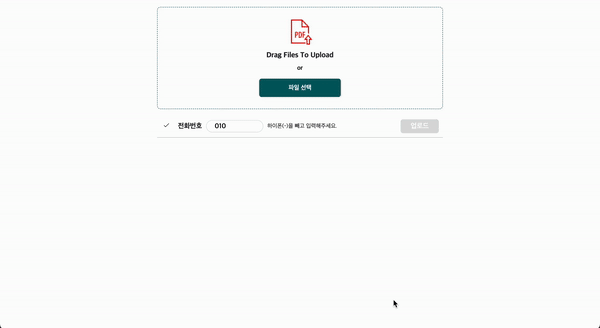 PDF
Drag Files To Upload
or
파일 선택
전화번호 010 하이픈(-)을 빼고 입력해주세요. 업로드